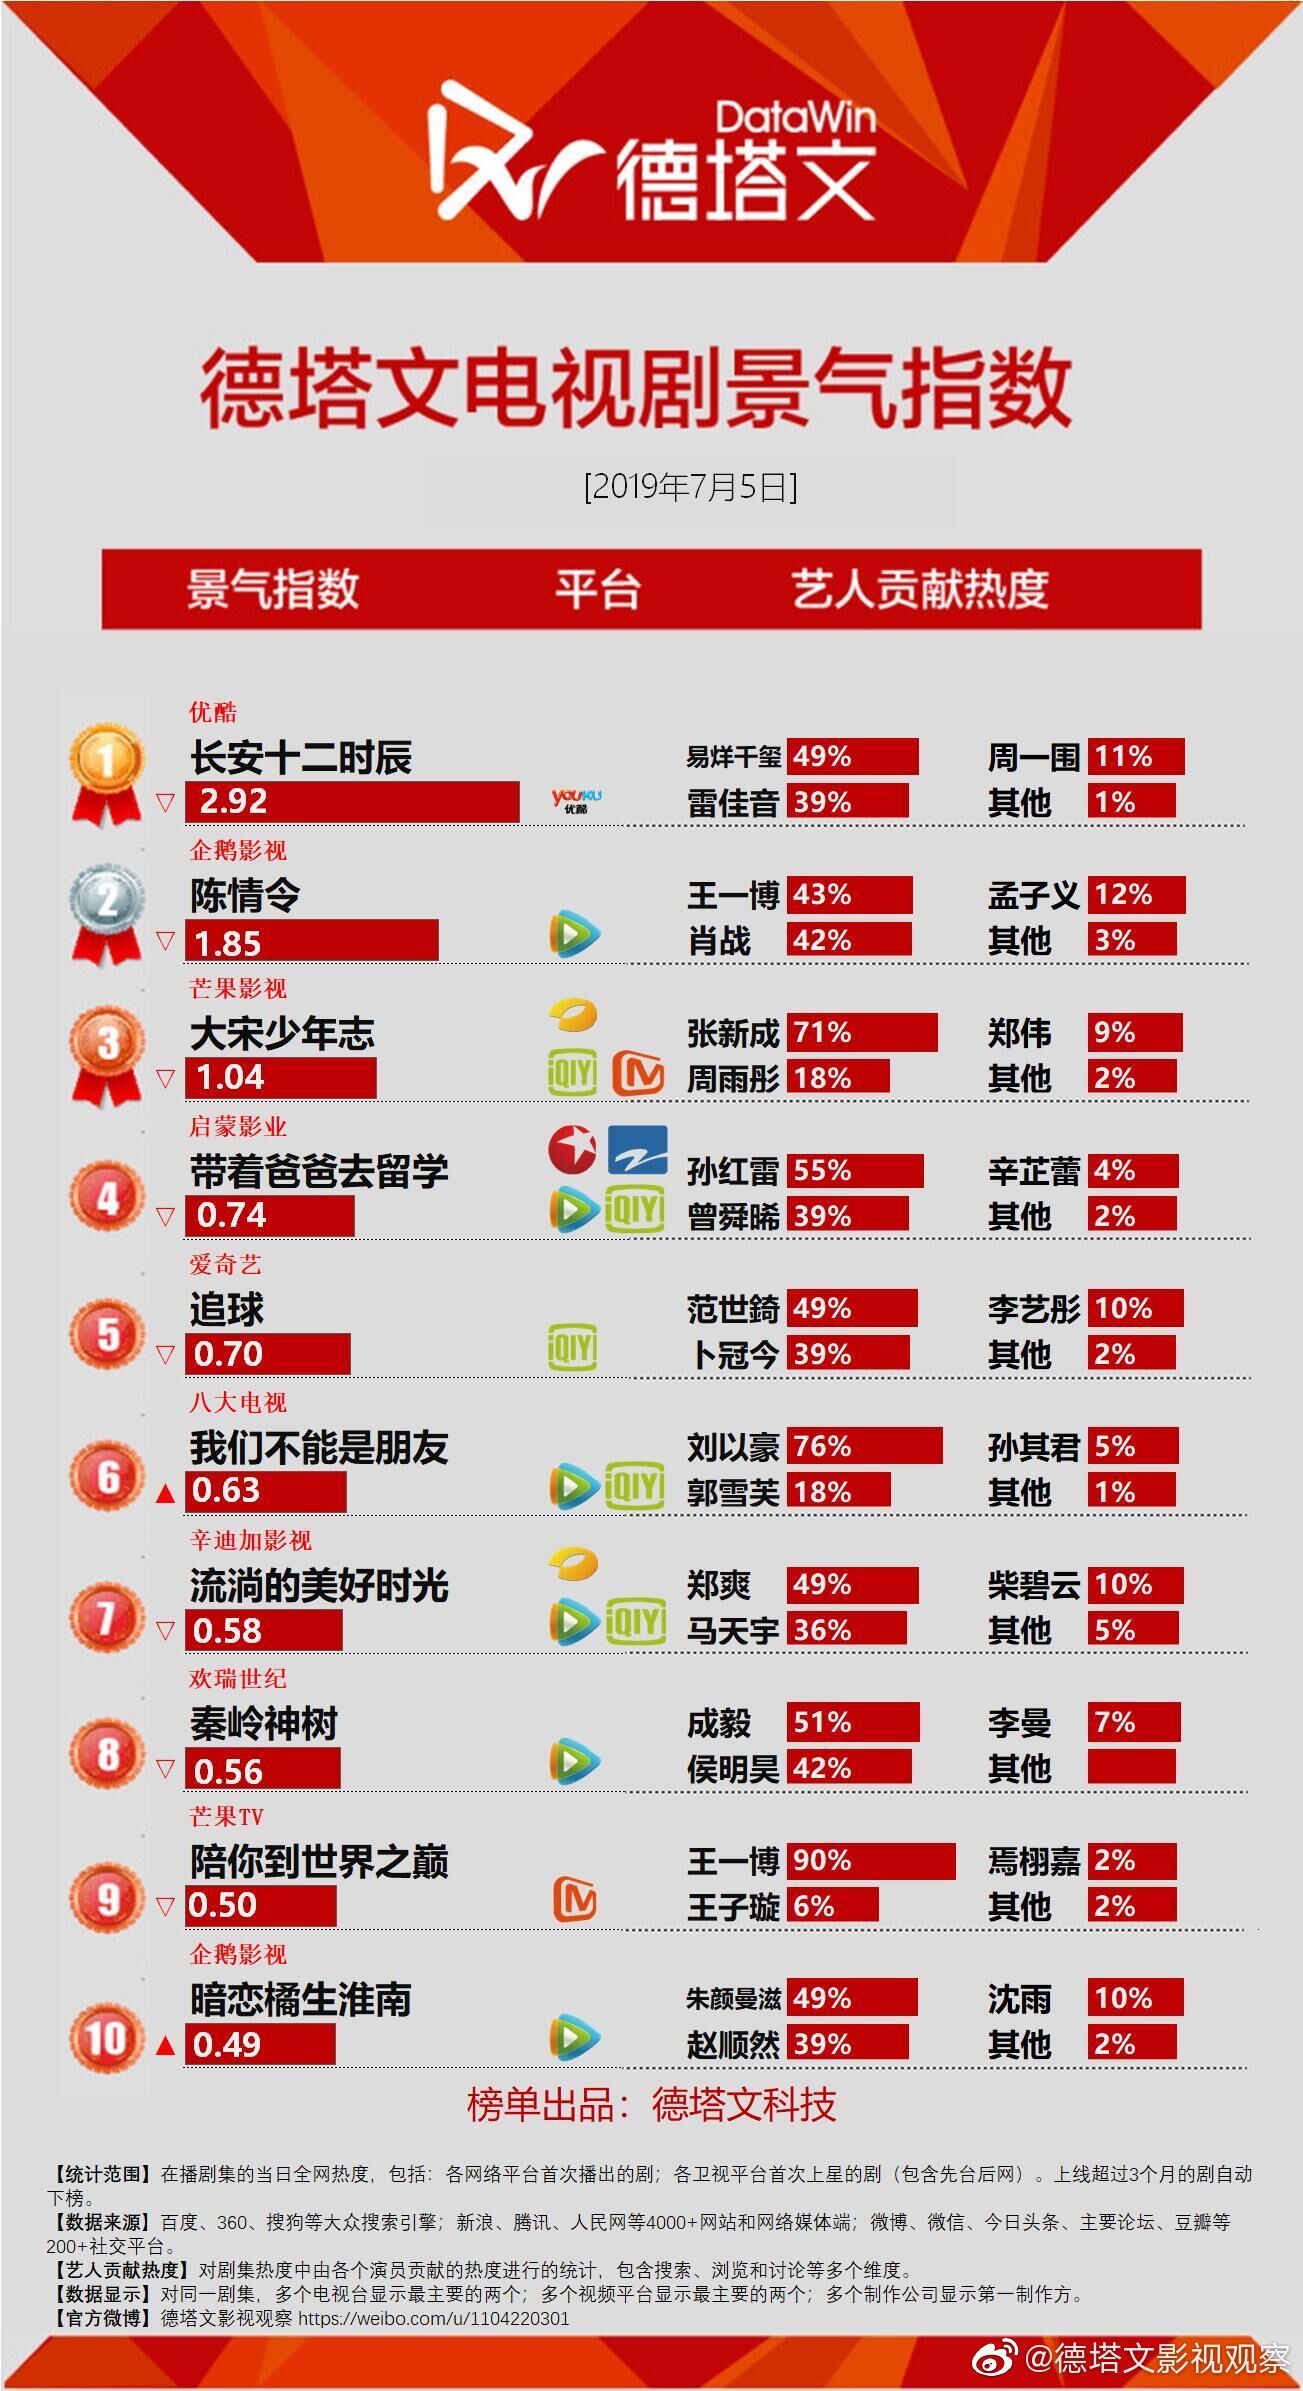 DataWin
德塔文
德塔文电视剧景气指数
[2019年7月5日]
景气指数 平台 艺人贡献热度
优酷
1 长安十二时辰 易烊千玺 49% 周一围 11%
▽ 2.92 YOUKU 优酷 雷佳音 39% 其他 1%
企鹅影视
2 陈情令 王一博 43% 孟子义 12%
▽ 1.85 肖战 42% 其他 3%
芒果影视
3 大宋少年志 张新成 71% 郑伟 9%
▽ 1.04 iQIYI 周雨彤 18% 其他 2%
启蒙影业
4 带着爸爸去留学 孙红雷 55% 辛芷蕾 4%
▽ 0.74 iQIYI 曾舜晞 39% 其他 2%
爱奇艺
5 追球 范世錡 49% 李艺彤 10%
▽ 0.70 iQIYI 卜冠今 39% 其他 2%
八大电视
6 我们不能是朋友 刘以豪 76% 孙其君 5%
▲ 0.63 iQIYI 郭雪芙 18% 其他 1%
辛迪加影视
7 流淌的美好时光 郑爽 49% 柴碧云 10%
▽ 0.58 iQIYI 马天宇 36% 其他 5%
欢瑞世纪
8 秦岭神树 成毅 51% 李曼 7%
▽ 0.56 侯明昊 42% 其他
芒果TV
9 陪你到世界之巅 王一博 90% 焉栩嘉 2%
▽ 0.50 王子璇 6% 其他 2%
企鹅影视
10 暗恋橘生淮南 朱颜曼滋 49% 沈雨 10%
▲ 0.49 赵顺然 39% 其他 2%
榜单出品：德塔文科技
【统计范围】在播剧集的当日全网热度，包括：各网络平台首次播出的剧；各卫视平台首次上星的剧（包含先台后网）。上线超过3个月的剧自动
下榜。
【数据来源】百度、360、搜狗等大众搜索引擎；新浪、腾讯、人民网等4000+网站和网络媒体端；微博、微信、今日头条、主要论坛、豆瓣等
200+社交平台。
【艺人贡献热度】对剧集热度中由各个演员贡献的热度进行的统计，包含搜索、浏览和讨论等多个维度。
【数据显示】对同一剧集，多个电视台显示最主要的两个；多个视频平台显示最主要的两个；多个制作公司显示第一制作方。
【官方微博】德塔文影视观察 https://weibo.com/u/1104220301
@德塔文影视观察